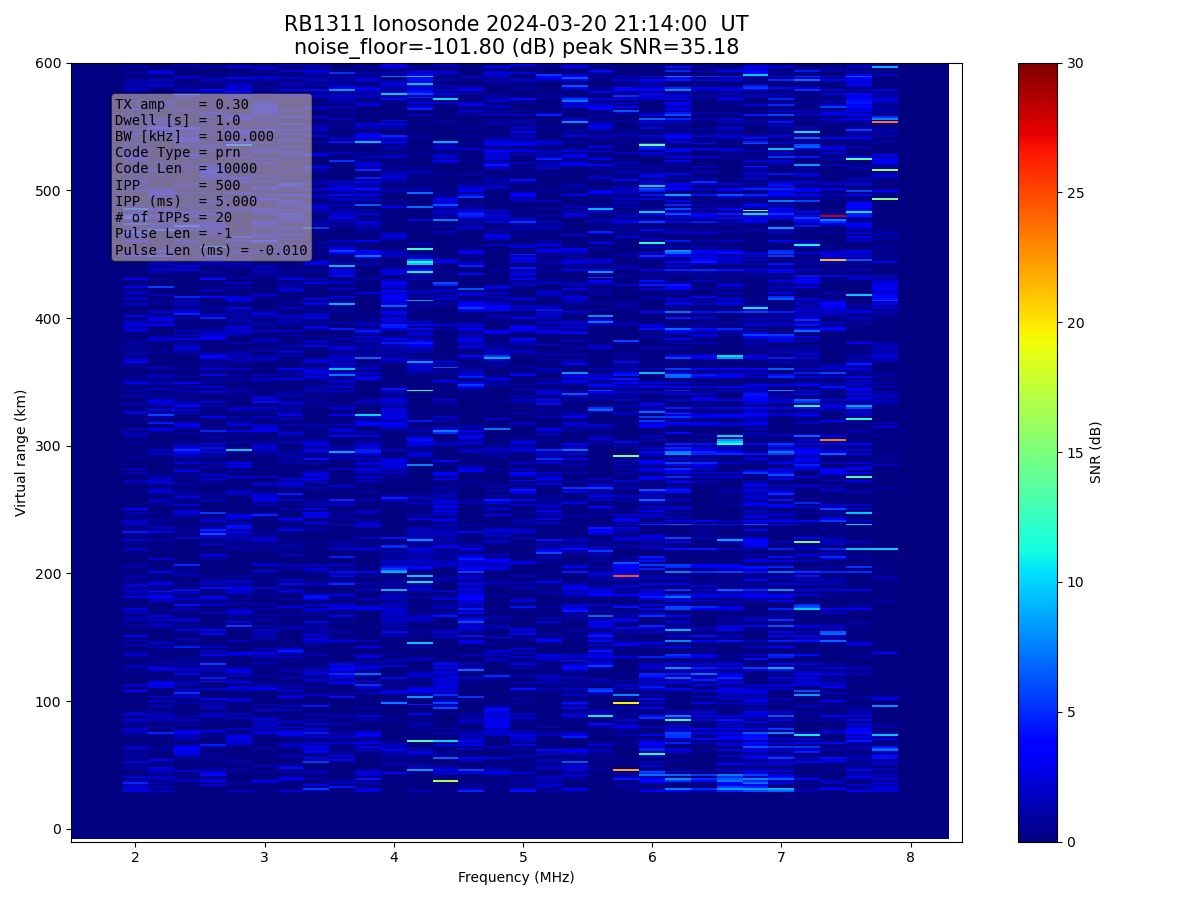 RB1311 Ionosonde 2024-03-20 21:14:00  UT
noise_floor=-101.80 (dB) peak SNR=35.18
TX amp    = 0.30
Dwell [s] = 1.0
BW [kHz]  = 100.000
Code Type = prn
Code Len  = 10000
IPP       = 500
IPP (ms)  = 5.000
# of IPPs = 20
Pulse Len = -1
Pulse Len (ms) = -0.010
Virtual range (km)
600
500
400
300
200
100
0
2 3 4 5 6 7 8
Frequency (MHz)
30
25
20
15
10
5
0
SNR (dB)